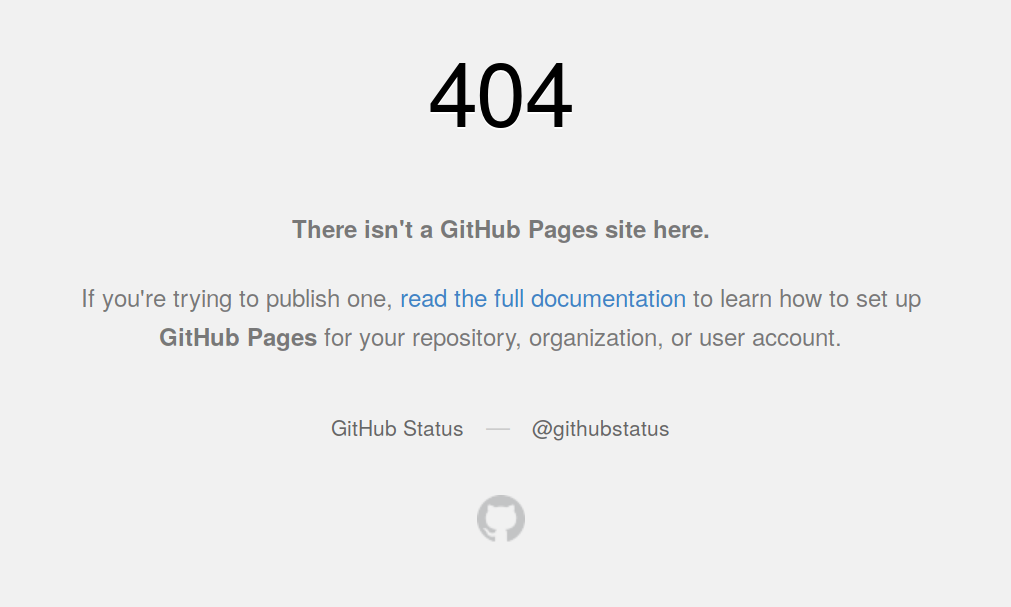 404
There isn't a GitHub Pages site here.
If you're trying to publish one, read the full documentation to learn how to set up
GitHub Pages for your repository, organization, or user account.
GitHub Status — @githubstatus